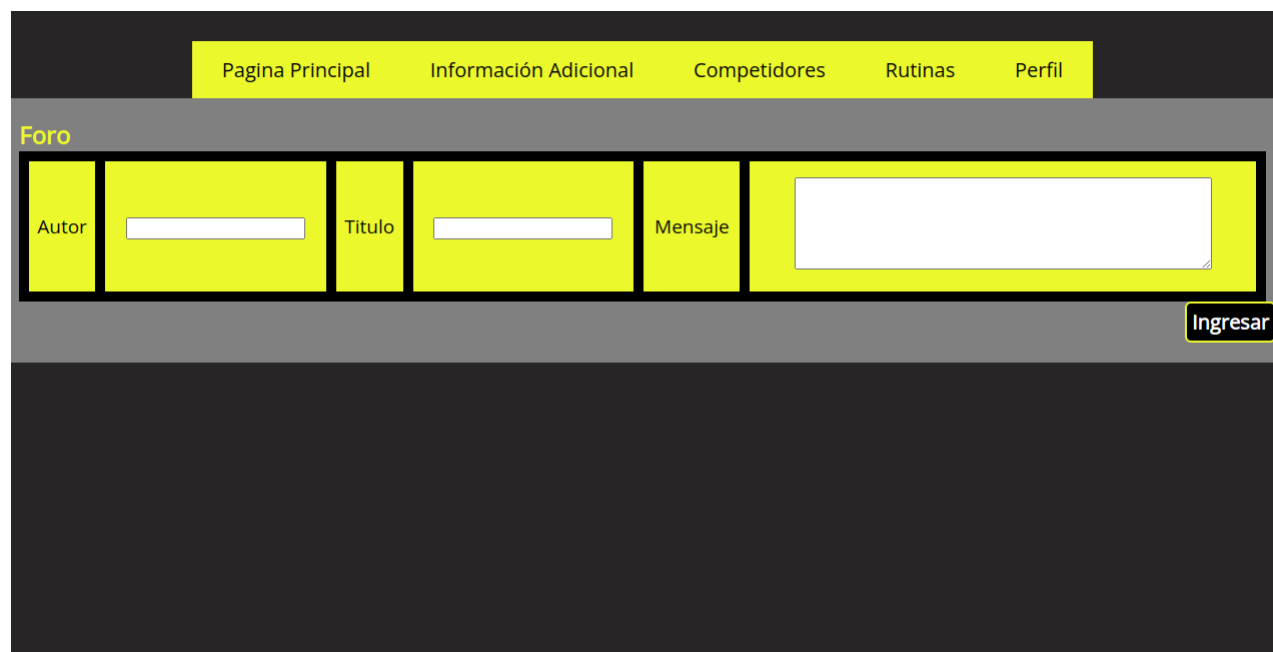 Pagina Principal Información Adicional Competidores Rutinas Perfil
Foro
Autor Titulo Mensaje
Ingresar